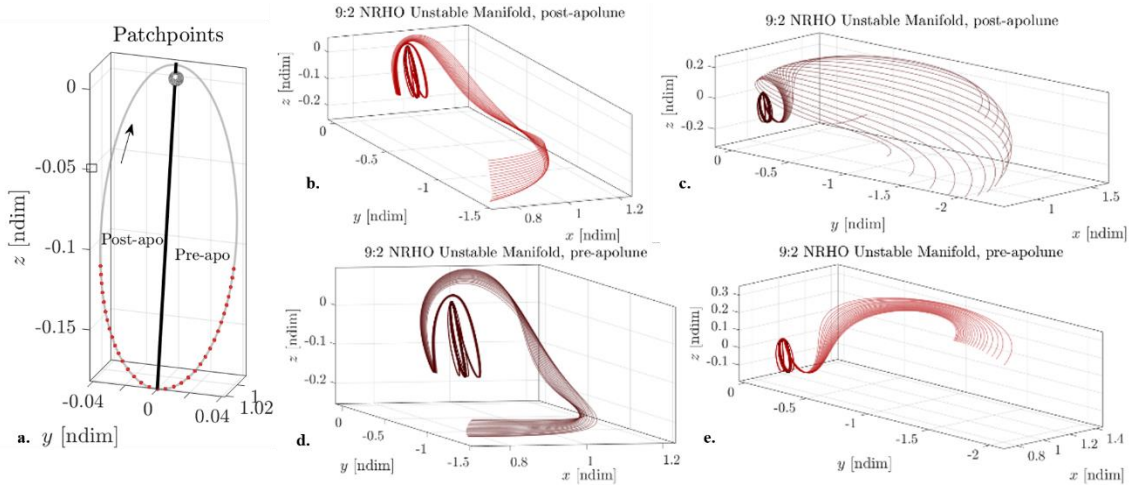 Patchpoints
0
-0.05
-0.1
-0.15
z [ndim]
Post-apo
Pre-apo
-0.04
0
0.04
1
1.02
a. y [ndim]
9:2 NRHO Unstable Manifold, post-apolune
0
-0.1
-0.2
z [ndim]
0
-0.5
-1
-1.5
0.8
1
1.2
b.
y [ndim]
x [ndim]
9:2 NRHO Unstable Manifold, post-apolune
0.2
0
-0.2
z [ndim]
0
-0.5
-1
-1.5
-2
1
1.5
c.
y [ndim]
x [ndim]
9:2 NRHO Unstable Manifold, pre-apolune
0
-0.1
-0.2
z [ndim]
0
-0.5
-1
-1.5
0.8
1
1.2
d.
y [ndim]
x [ndim]
9:2 NRHO Unstable Manifold, pre-apolune
0.3
0.2
0.1
0
-0.1
z [ndim]
0
-0.5
-1
-1.5
-2
0.8
1
1.2
1.4
e.
y [ndim]
x [ndim]